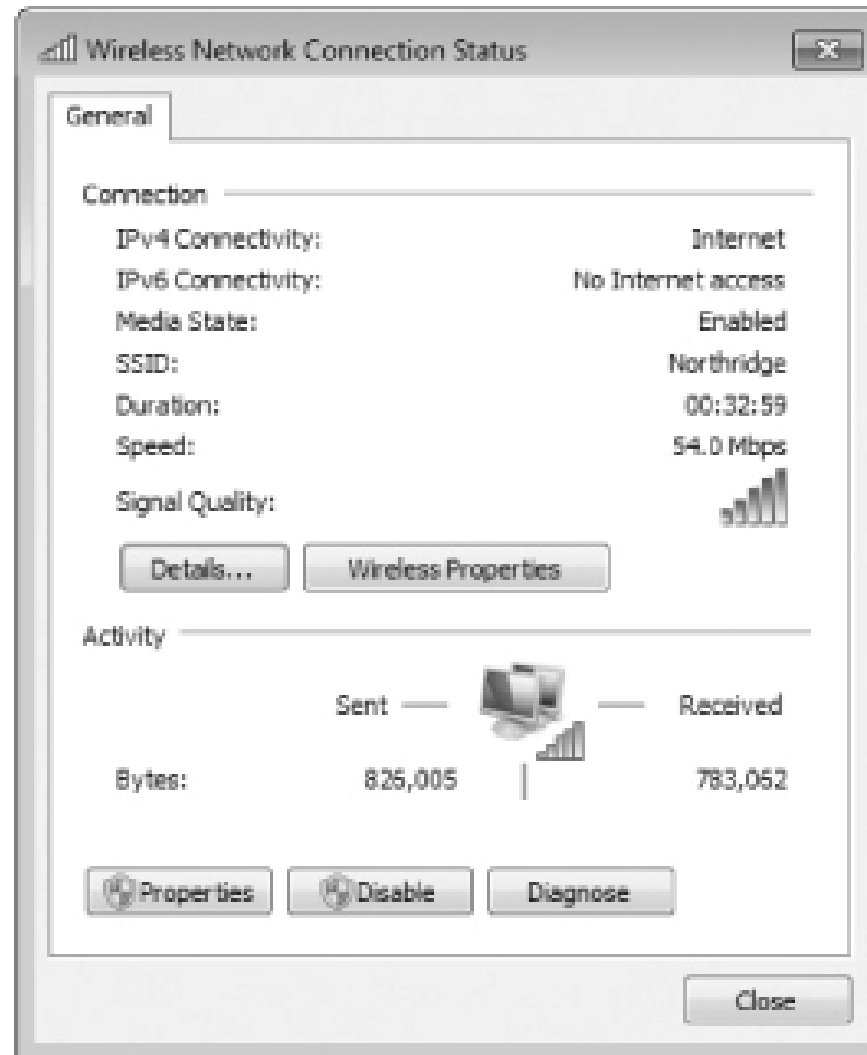 Wireless Network Connection Status
General
Connection
IPv4 Connectivity: Internet
IPv6 Connectivity: No Internet access
Media State: Enabled
SSID: Northridge
Duration: 00:32:59
Speed: 54.0 Mbps
Signal Quality:
Details... Wireless Properties
Activity
Sent — — Received
Bytes: 826,005 783,062
Properties Disable Diagnose
Close